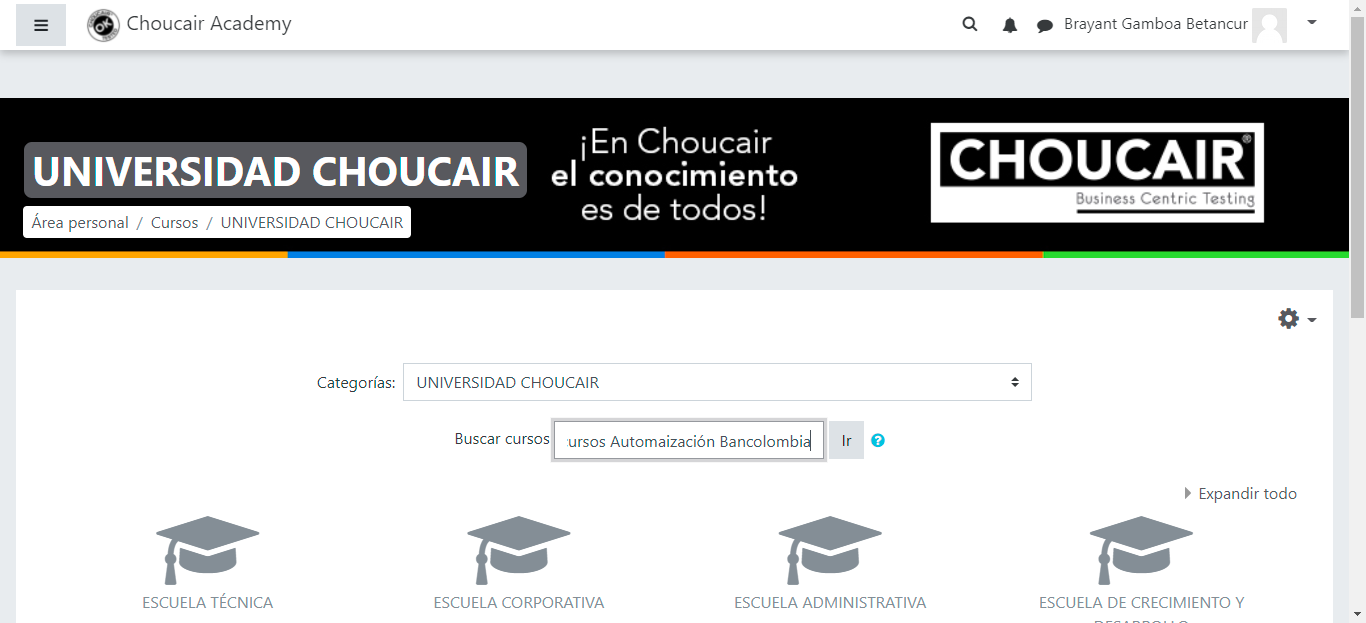 Choucair Academy
Brayant Gamboa Betancur
UNIVERSIDAD CHOUCAIR
¡En Choucair
el conocimiento
es de todos!
CHOUCAIR®
Business Centric Testing
Área personal / Cursos / UNIVERSIDAD CHOUCAIR
Categorías: UNIVERSIDAD CHOUCAIR
Buscar cursos ursos Automaización Bancolombia Ir
Expandir todo
ESCUELA TÉCNICA
ESCUELA CORPORATIVA
ESCUELA ADMINISTRATIVA
ESCUELA DE CRECIMIENTO Y